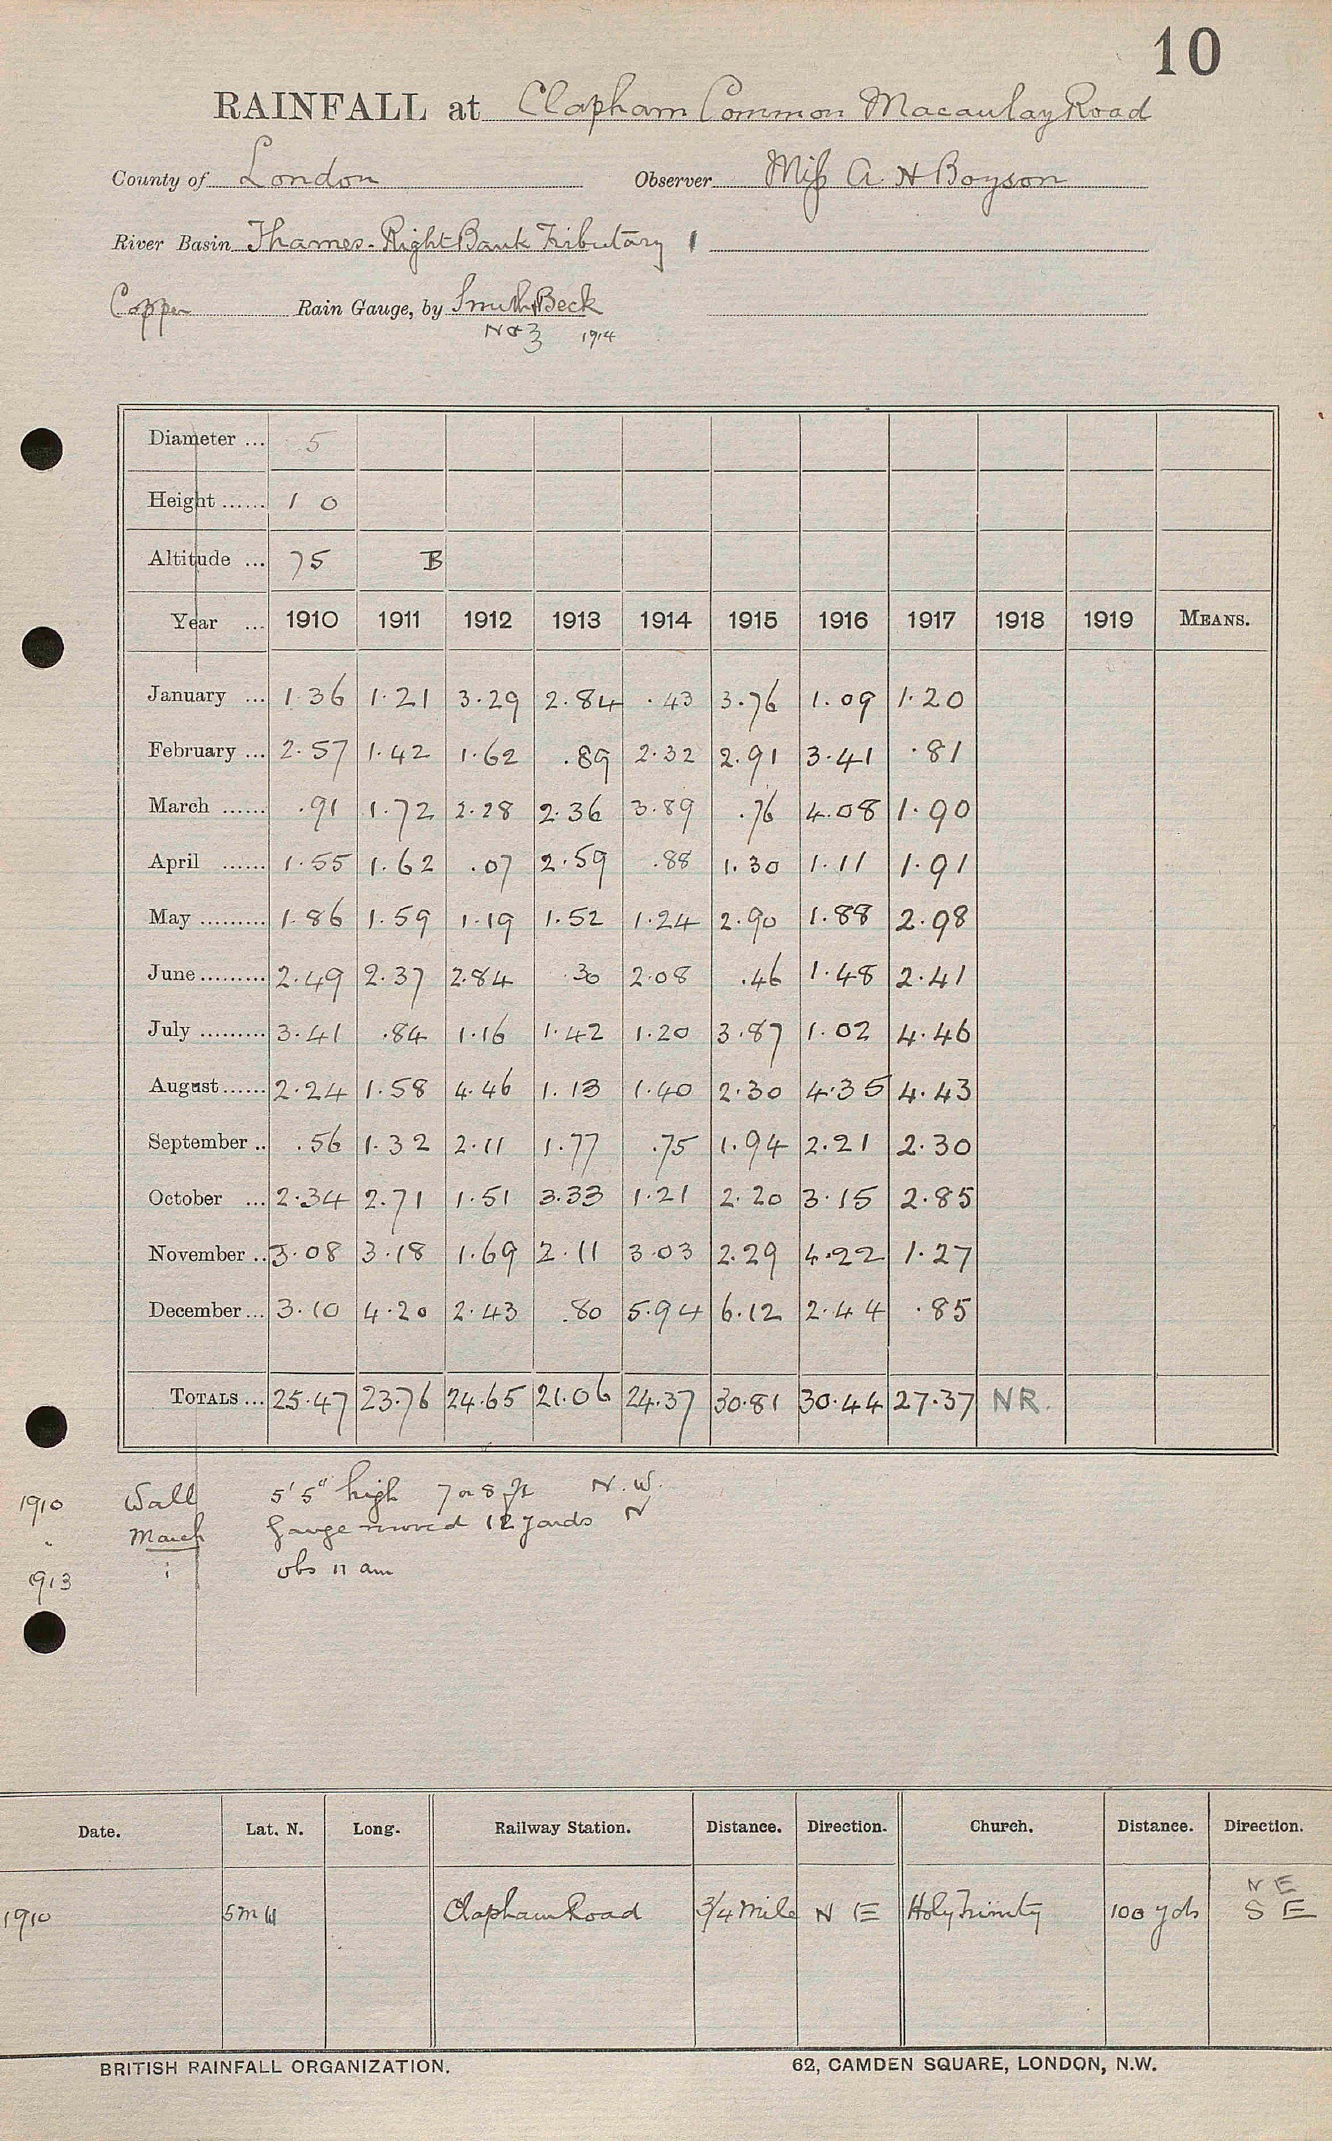 10
RAINFALL at Clapham Common Macaulay Road
County of London Observer Miss A H Boyson
River Basin Thames-Right Bank Tributary 1
Copper Rain Gauge, by Smith & Beck
No 3 1914
Diameter ... 5
Height ...... 1 0
Altitude ... 75 B
Year ... 1910 1911 1912 1913 1914 1915 1916 1917 1918 1919 MEANS.
January ... 1.36 1.21 3.29 2.84 .43 3.76 1.09 1.20
February ... 2.57 1.42 1.62 .89 2.32 2.91 3.41 .81
March ...... .91 1.72 2.28 2.36 3.89 .76 4.08 1.90
April ...... 1.55 1.62 .07 2.59 .88 1.30 1.11 1.91
May ......... 1.86 1.59 1.19 1.52 1.24 2.90 1.88 2.98
June ......... 2.49 2.37 2.84 .30 2.08 .46 1.48 2.41
July ......... 3.41 .84 1.16 1.42 1.20 3.87 1.02 4.46
August ...... 2.24 1.58 4.46 1.13 1.40 2.30 4.35 4.43
September .. .56 1.32 2.11 1.77 .75 1.94 2.21 2.30
October ... 2.34 2.71 1.51 3.33 1.21 2.20 3.15 2.85
November .. 3.08 3.18 1.69 2.11 3.03 2.29 4.22 1.27
December ... 3.10 4.20 2.43 .80 5.94 6.12 2.44 .85
TOTALS ... 25.47 23.76 24.65 21.06 24.37 30.81 30.44 27.37 NR.
1910 Wall 5'5" high 7 or 8 ft N.W.
" March Gauge moved 12 yards N
1913 obs 11 am
Date. Lat. N. Long. Railway Station. Distance. Direction. Church. Distance. Direction.
N E
1910 5m W Clapham Road 3/4 Mile N E Holy Trinity 100 yds S E
BRITISH RAINFALL ORGANIZATION. 62, CAMDEN SQUARE, LONDON, N.W.